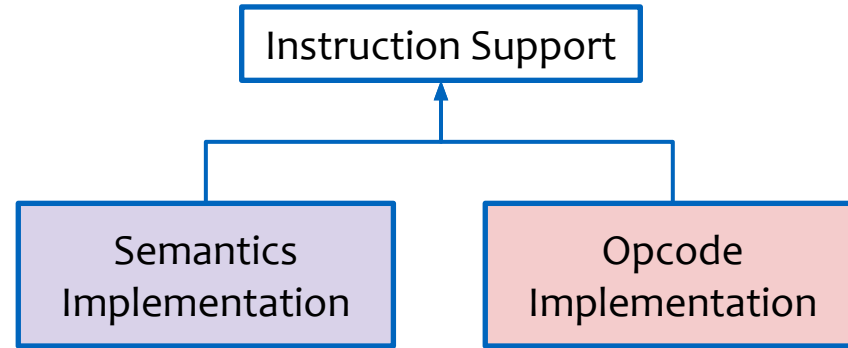 Instruction Support
Semantics
Implementation
Opcode
Implementation